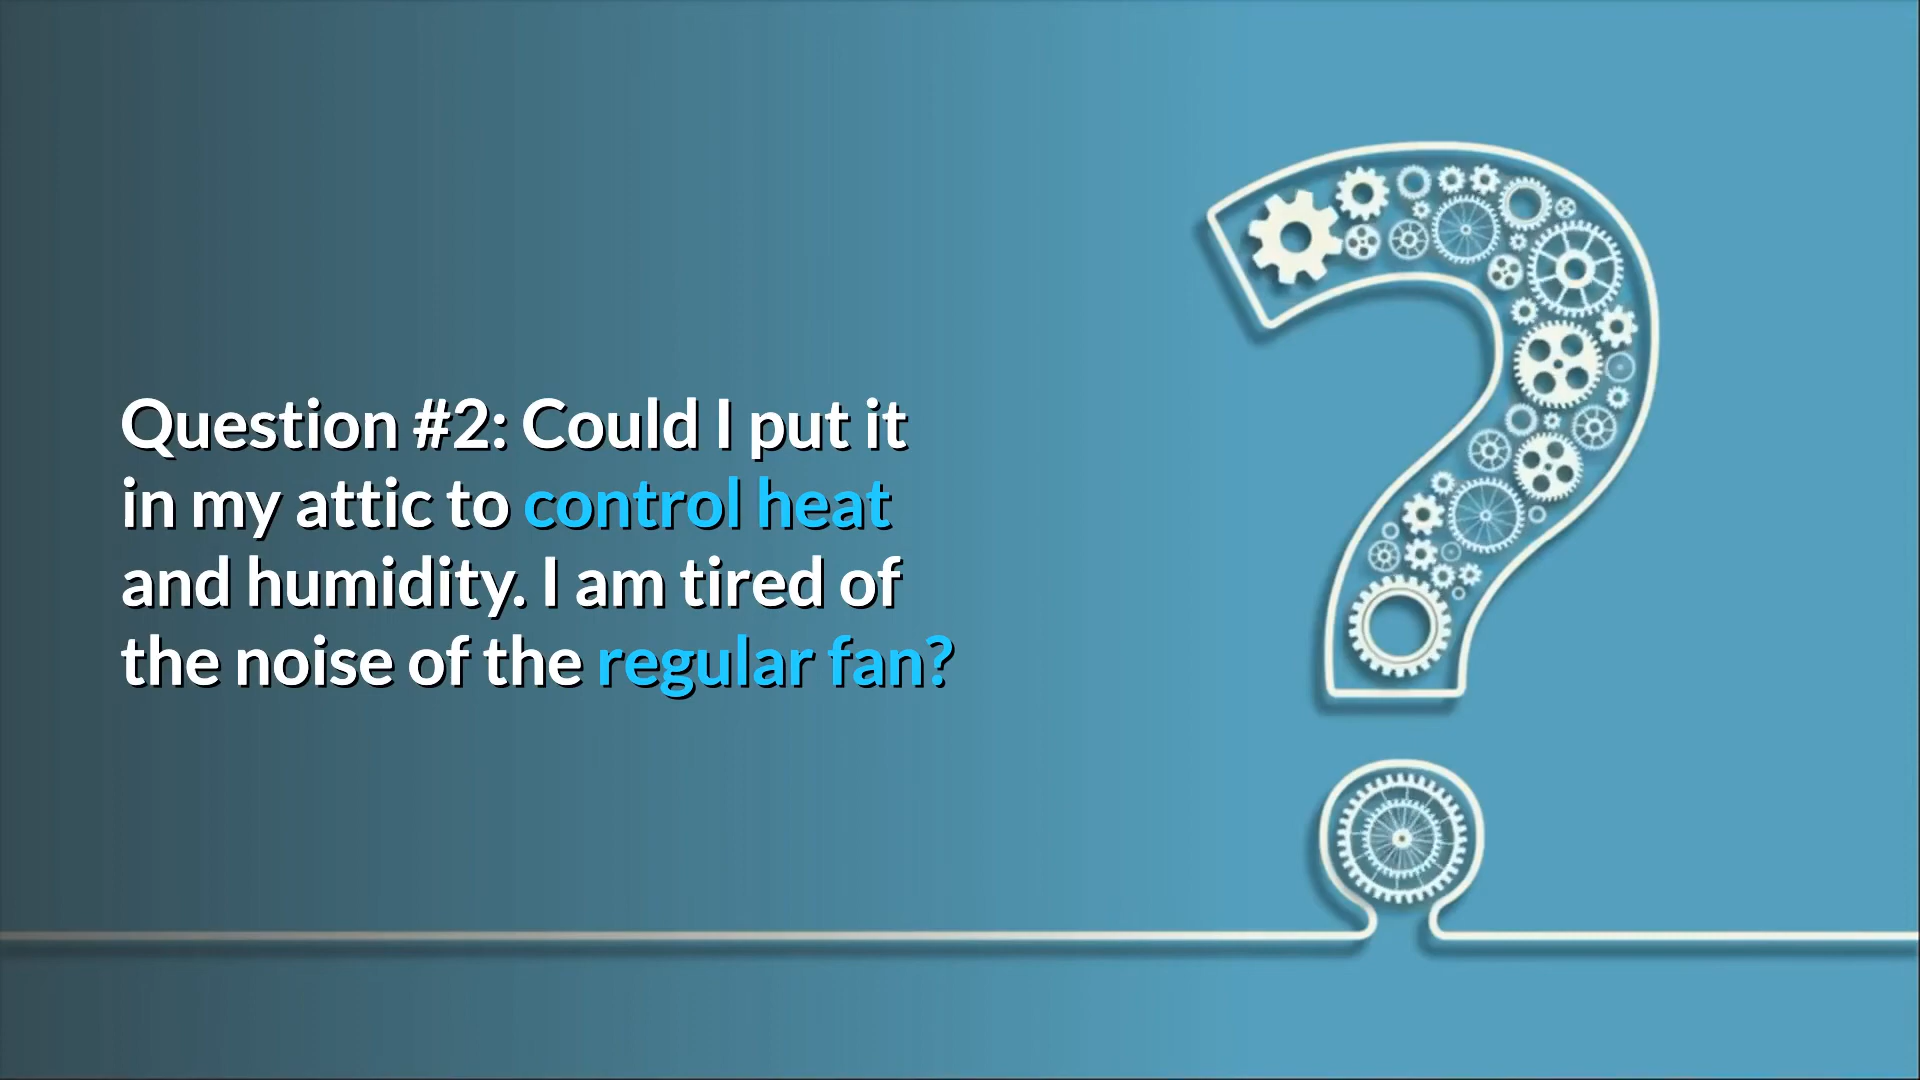 Question #2: Could I put it
in my attic to control heat
and humidity. I am tired of
the noise of the regular fan?